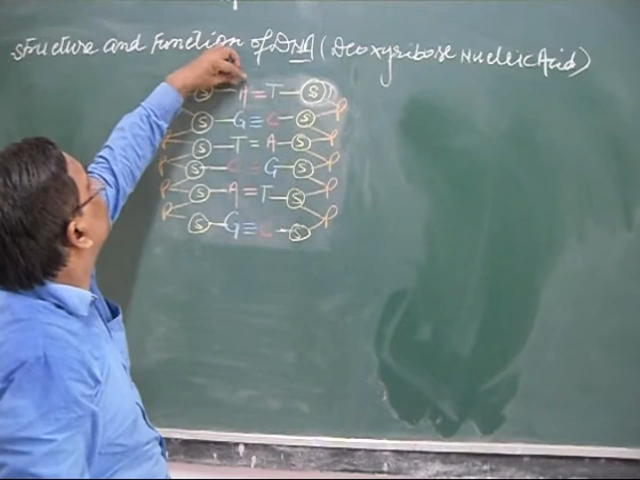 Structure and Function of DNA (Deoxyribose Nucleic Acid)
S A = T S P
P S G ≡ C S P
P S T = A S P
P S C ≡ G S P
P S A = T S P
P S G ≡ C S